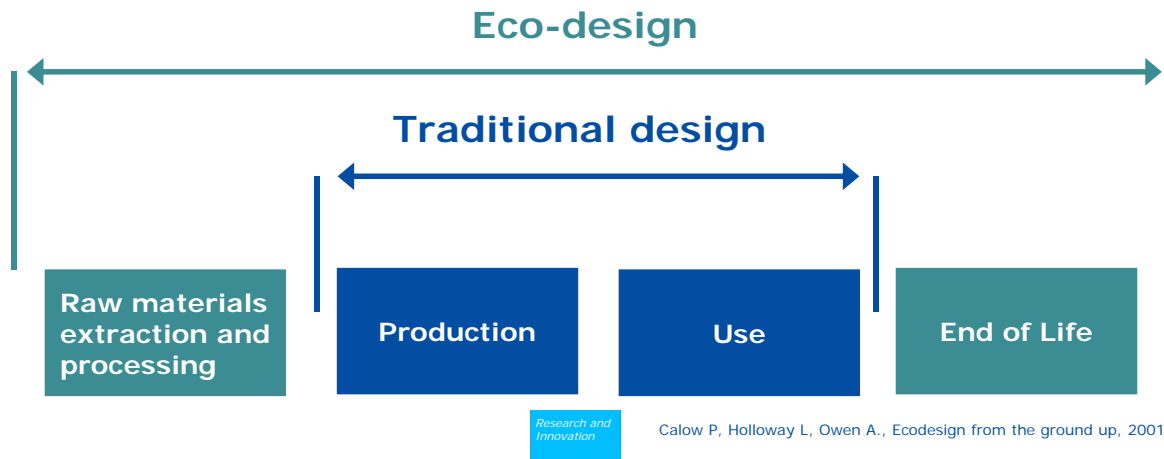 Eco-design
Traditional design
Raw materials
extraction and
processing
Production
Use
End of Life
Research and
Innovation
Calow P, Holloway L, Owen A., Ecodesign from the ground up, 2001